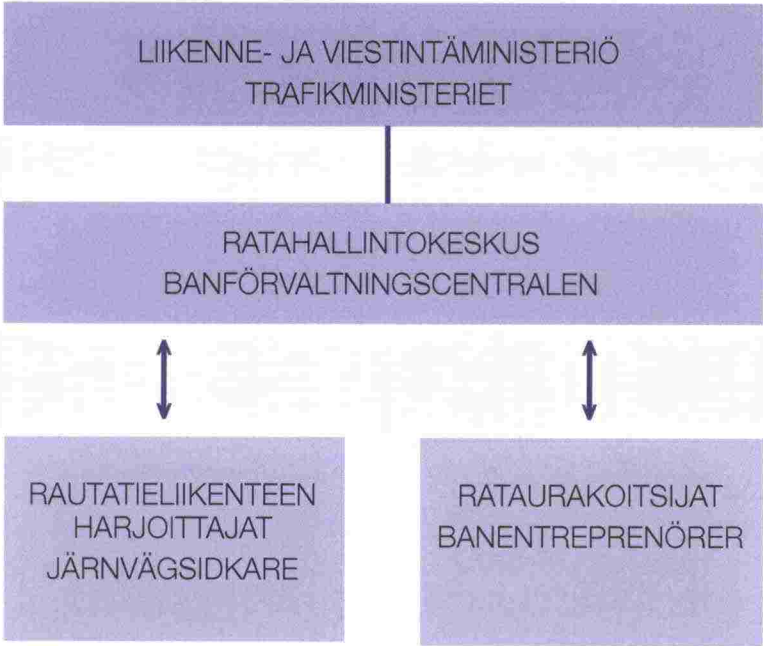 LIIKENNE- JA VIESTINTÄMINISTERIÖ
TRAFIKMINISTERIET
RATAHALLINTOKESKUS
BANFÖRVALTNINGSCENTRALEN
RAUTATIELIIKENTEEN
HARJOITTAJAT
JÄRNVÄGSIDKARE
RATAURAKOITSIJAT
BANENTREPRENÖRER